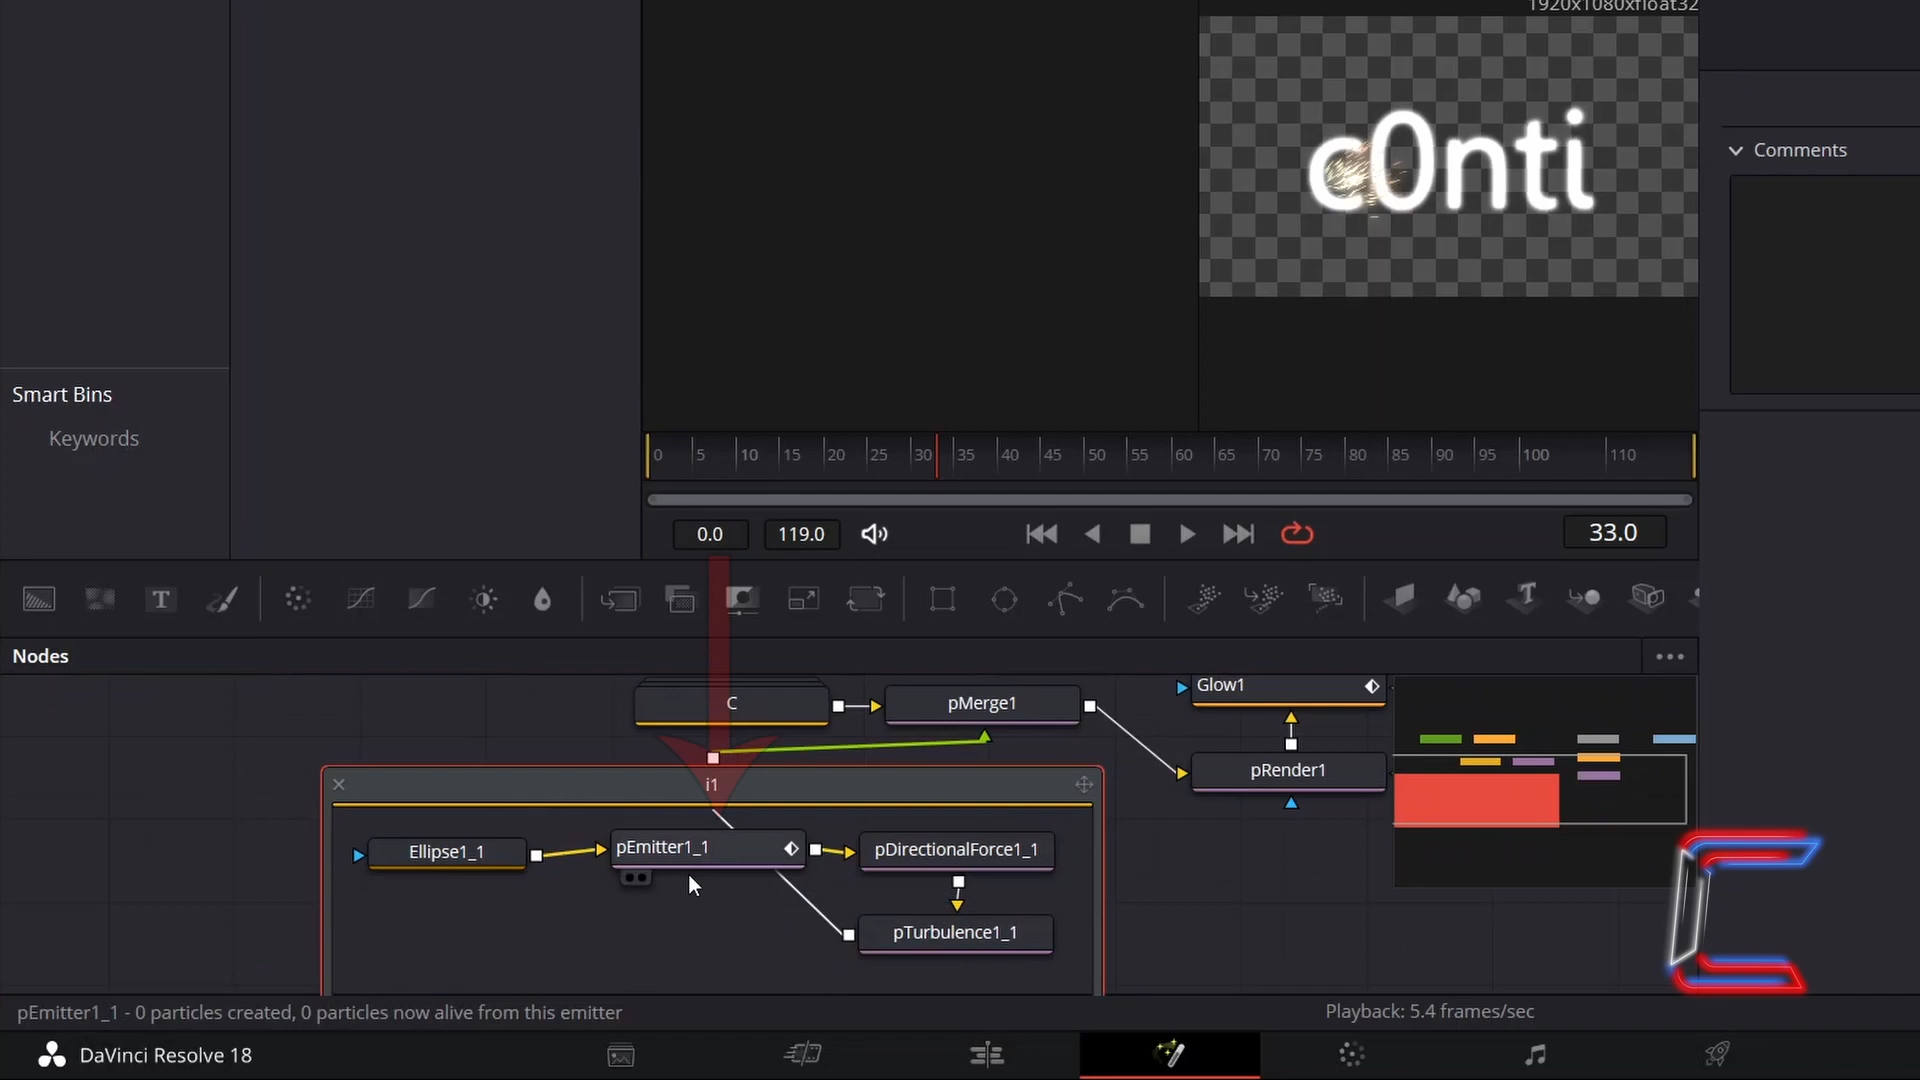 1920x1080xfloat32
c0nti
Comments
Smart Bins
Keywords
0 5 10 15 20 25 30 35 40 45 50 55 60 65 70 75 80 85 90 95 100 110
0.0 119.0 33.0
T
Nodes
C pMerge1 Glow1
pRender1
i1
Ellipse1_1 pEmitter1_1 pDirectionalForce1_1
pTurbulence1_1
pEmitter1_1 - 0 particles created, 0 particles now alive from this emitter Playback: 5.4 frames/sec
DaVinci Resolve 18